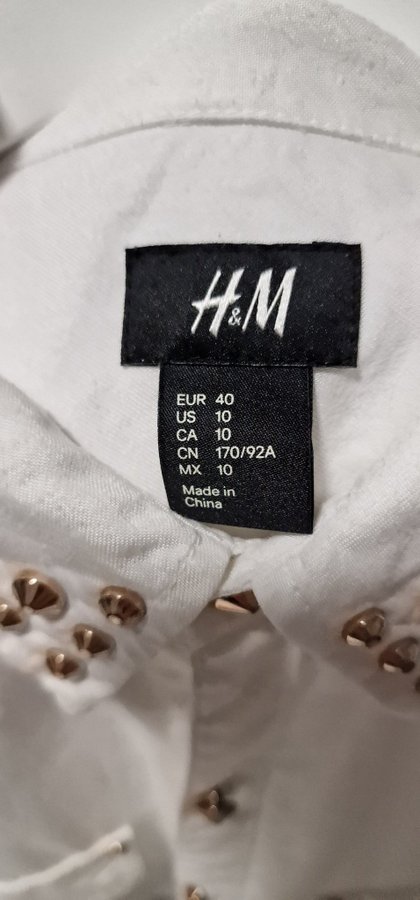 H&M
EUR 40
US 10
CA 10
CN 170/92A
MX 10
Made in
China